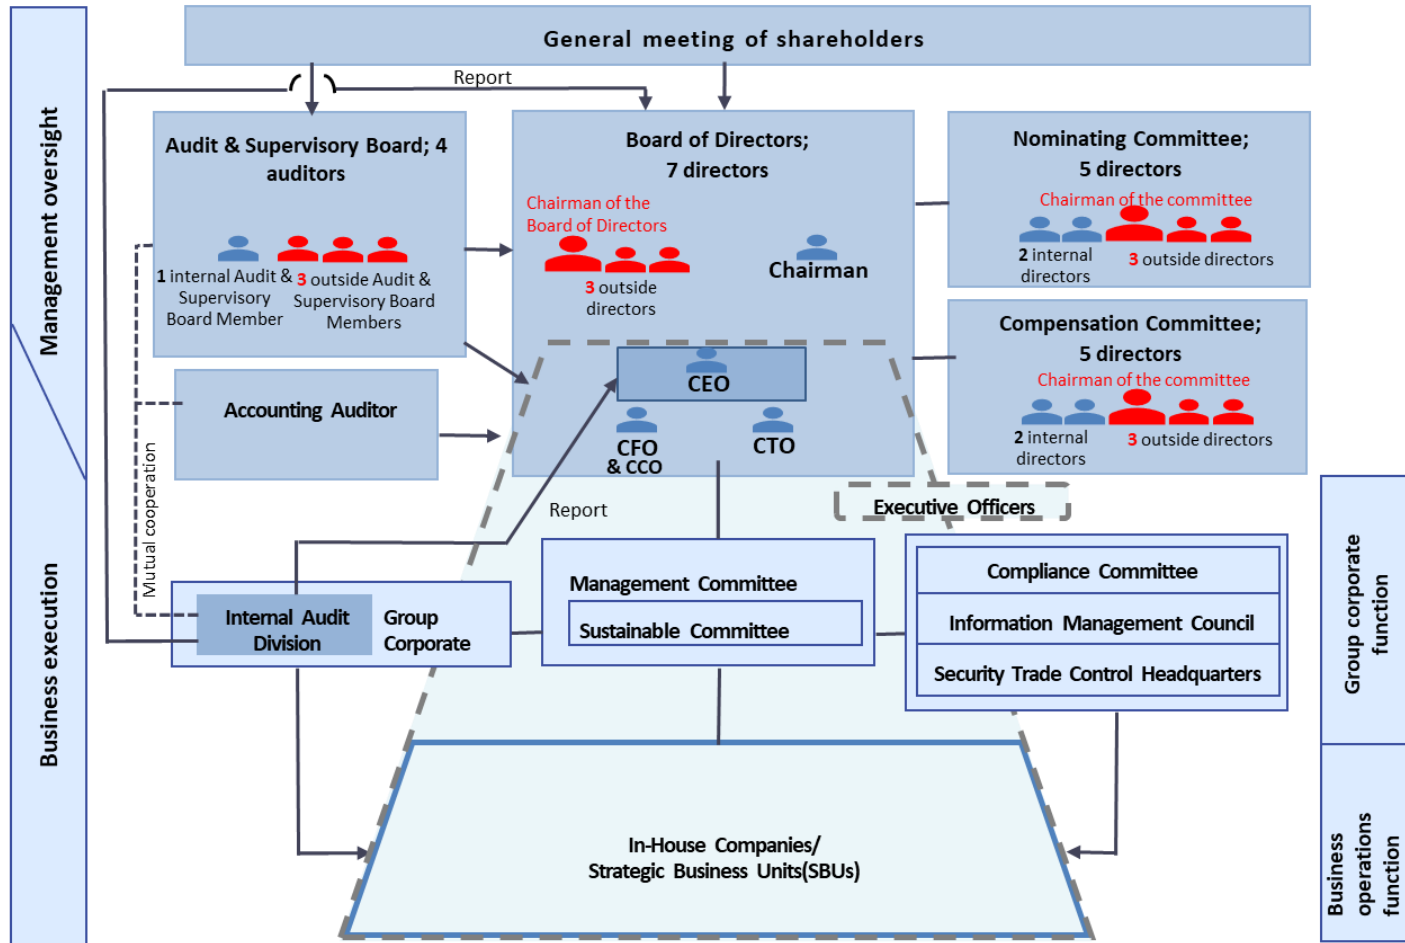 General meeting of shareholders
Report
Management oversight
Audit & Supervisory Board; 4
auditors
1 internal Audit &
Supervisory
Board Member
3 outside Audit &
Supervisory Board
Members
Board of Directors;
7 directors
Chairman of the
Board of Directors
3 outside
directors
Chairman
Nominating Committee;
5 directors
Chairman of the committee
2 internal
directors
3 outside directors
Compensation Committee;
5 directors
Chairman of the committee
2 internal
directors
3 outside directors
Accounting Auditor
CEO
CFO
& CCO
CTO
Mutual cooperation
Report
Executive Officers
Business execution
Internal Audit
Division
Group
Corporate
Management Committee
Sustainable Committee
Compliance Committee
Information Management Council
Security Trade Control Headquarters
Group corporate
function
In-House Companies/
Strategic Business Units(SBUs)
Business
operations
function